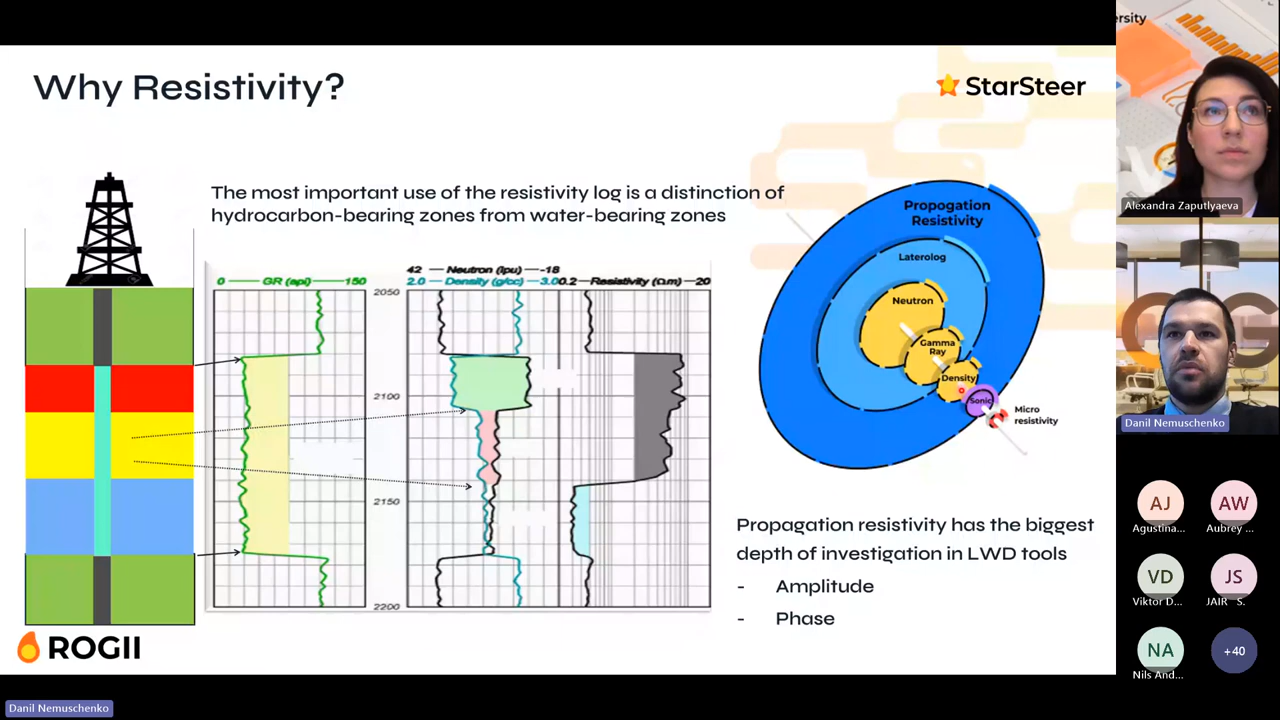 Why Resistivity?
StarSteer
The most important use of the resistivity log is a distinction of
hydrocarbon-bearing zones from water-bearing zones
0 GR (api) 150
42 Neutron (lpu) -18
2.0 Density (g/cc) 3.0
0.2 Resistivity (Ωm) 20
2050
2100
2150
2200
Propogation
Resistivity
Laterolog
Neutron
Gamma
Ray
Density
Sonic
Micro
resistivity
Propagation resistivity has the biggest
depth of investigation in LWD tools
- Amplitude
- Phase
ROGII
Danil Nemuschenko
ersity
Alexandra Zaputlyaeva
Danil Nemuschenko
AJ
Agustina...
AW
Aubrey ...
VD
Viktor D...
JS
JAIR S.
NA
Nils And...
+40